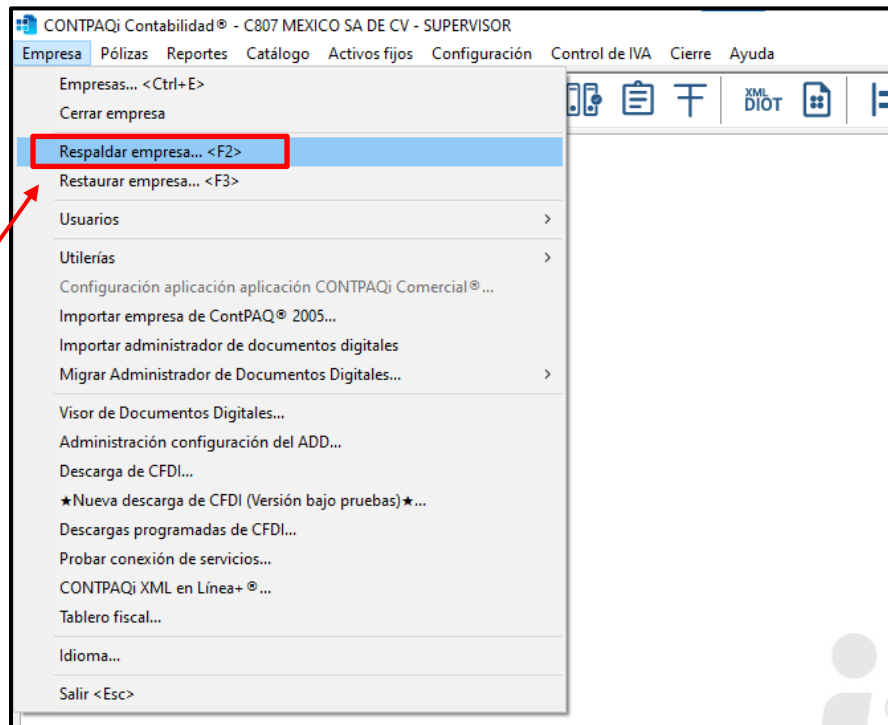 CONTPAQi Contabilidad® - C807 MEXICO SA DE CV - SUPERVISOR
Empresa Pólizas Reportes Catálogo Activos fijos Configuración Control de IVA Cierre Ayuda
XML
DIOT
Empresas... <Ctrl+E>
Cerrar empresa
Respaldar empresa... <F2>
Restaurar empresa... <F3>
Usuarios
Utilerías
Configuración aplicación aplicación CONTPAQi Comercial®...
Importar empresa de ContPAQ® 2005...
Importar administrador de documentos digitales
Migrar Administrador de Documentos Digitales...
Visor de Documentos Digitales...
Administración configuración del ADD...
Descarga de CFDI...
★Nueva descarga de CFDI (Versión bajo pruebas)★...
Descargas programadas de CFDI...
Probar conexión de servicios...
CONTPAQi XML en Línea+ ®...
Tablero fiscal...
Idioma...
Salir <Esc>